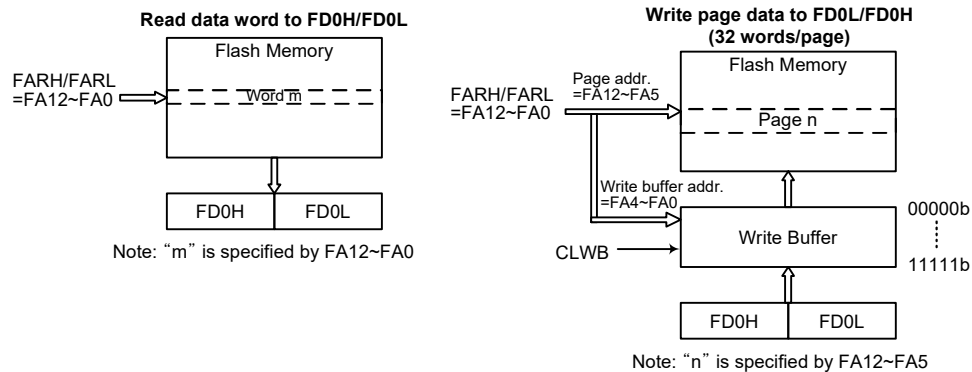 Read data word to FD0H/FD0L
Flash Memory
FARH/FARL
=FA12~FA0
Word m
FD0H
FD0L
Note: “m” is specified by FA12~FA0
Write page data to FD0L/FD0H
(32 words/page)
Flash Memory
Page addr.
=FA12~FA5
FARH/FARL
=FA12~FA0
Page n
Write buffer addr.
=FA4~FA0
Write Buffer
00000b
11111b
CLWB
FD0H
FD0L
Note: “n” is specified by FA12~FA5